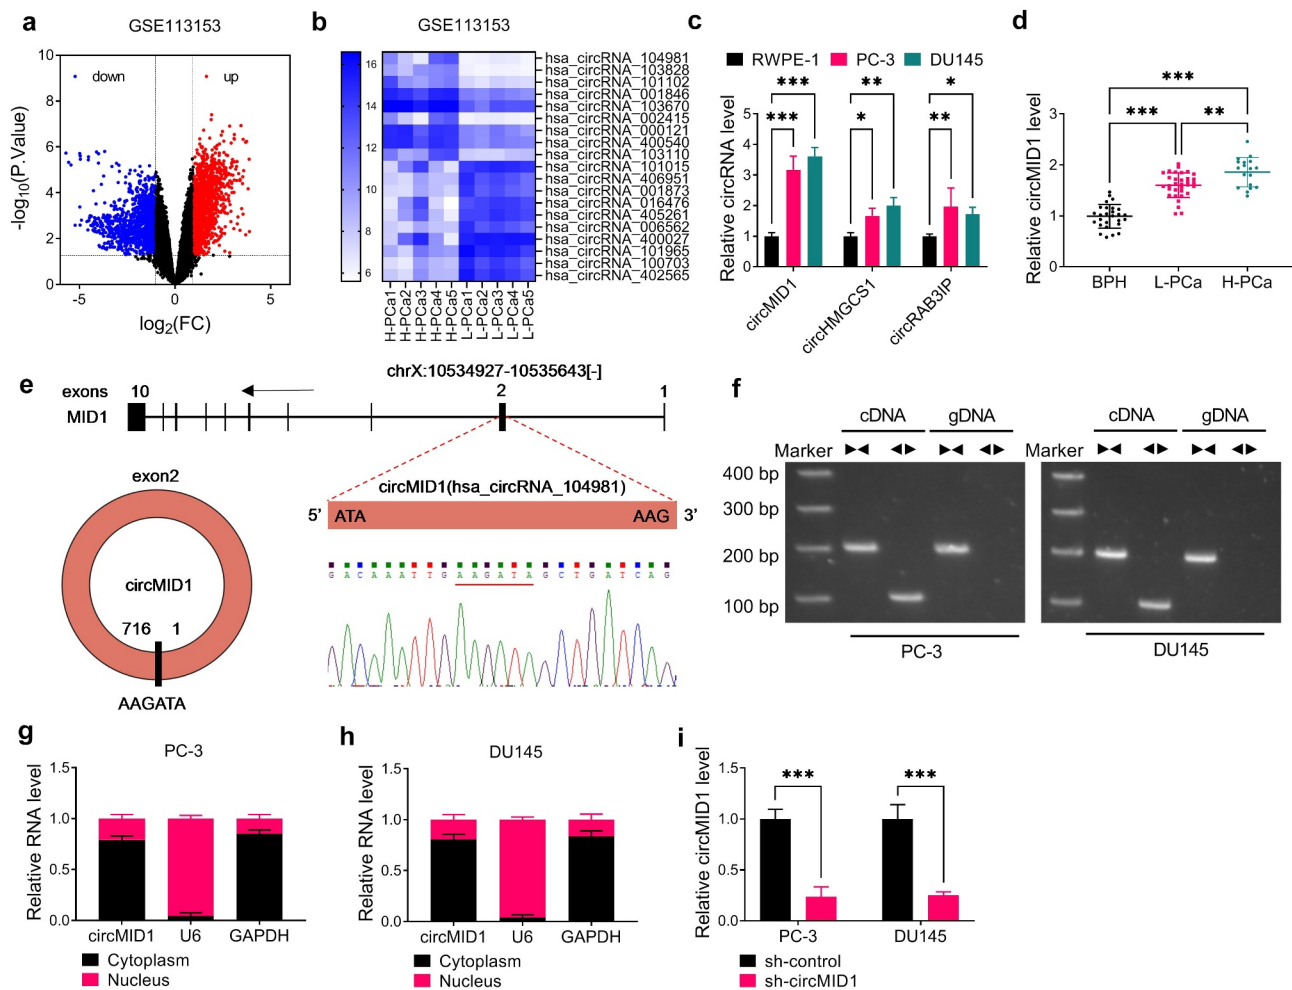 a
GSE113153
10
8
6
4
2
0
-log10(P.Value)
down
up
-5
0
5
log2(FC)
b
GSE113153
16
14
12
10
8
6
hsa_circRNA_104981
hsa_circRNA_103828
hsa_circRNA_101102
hsa_circRNA_001846
hsa_circRNA_103670
hsa_circRNA_002415
hsa_circRNA_000121
hsa_circRNA_400540
hsa_circRNA_103110
hsa_circRNA_101015
hsa_circRNA_406951
hsa_circRNA_001873
hsa_circRNA_016476
hsa_circRNA_405261
hsa_circRNA_006562
hsa_circRNA_400027
hsa_circRNA_101965
hsa_circRNA_100703
hsa_circRNA_402565
H-PCa1
H-PCa2
H-PCa3
H-PCa4
H-PCa5
L-PCa1
L-PCa2
L-PCa3
L-PCa4
L-PCa5
c
RWPE-1 PC-3 DU145
Relative circRNA level
5
4
3
2
1
0
***
***
**
*
*
**
circMID1
circHMGCS1
circRAB3IP
d
Relative circMID1 level
3
2
1
0
***
*** **
BPH L-PCa H-PCa
e
chrX:10534927-10535643[-]
exons 10 2 1
MID1
exon2
circMID1
716 1
AAGATA
circMID1(hsa_circRNA_104981)
5' ATA AAG 3'
G A C A A A T T G A A G A T A G C T G A T C A G
f
cDNA gDNA
Marker
400 bp
300 bp
200 bp
100 bp
PC-3
cDNA gDNA
Marker
DU145
g
PC-3
Relative RNA level
1.5
1.0
0.5
0.0
circMID1 U6 GAPDH
Cytoplasm
Nucleus
h
DU145
Relative RNA level
1.5
1.0
0.5
0.0
circMID1 U6 GAPDH
Cytoplasm
Nucleus
i
Relative circMID1 level
1.5
1.0
0.5
0.0
*** ***
PC-3 DU145
sh-control
sh-circMID1